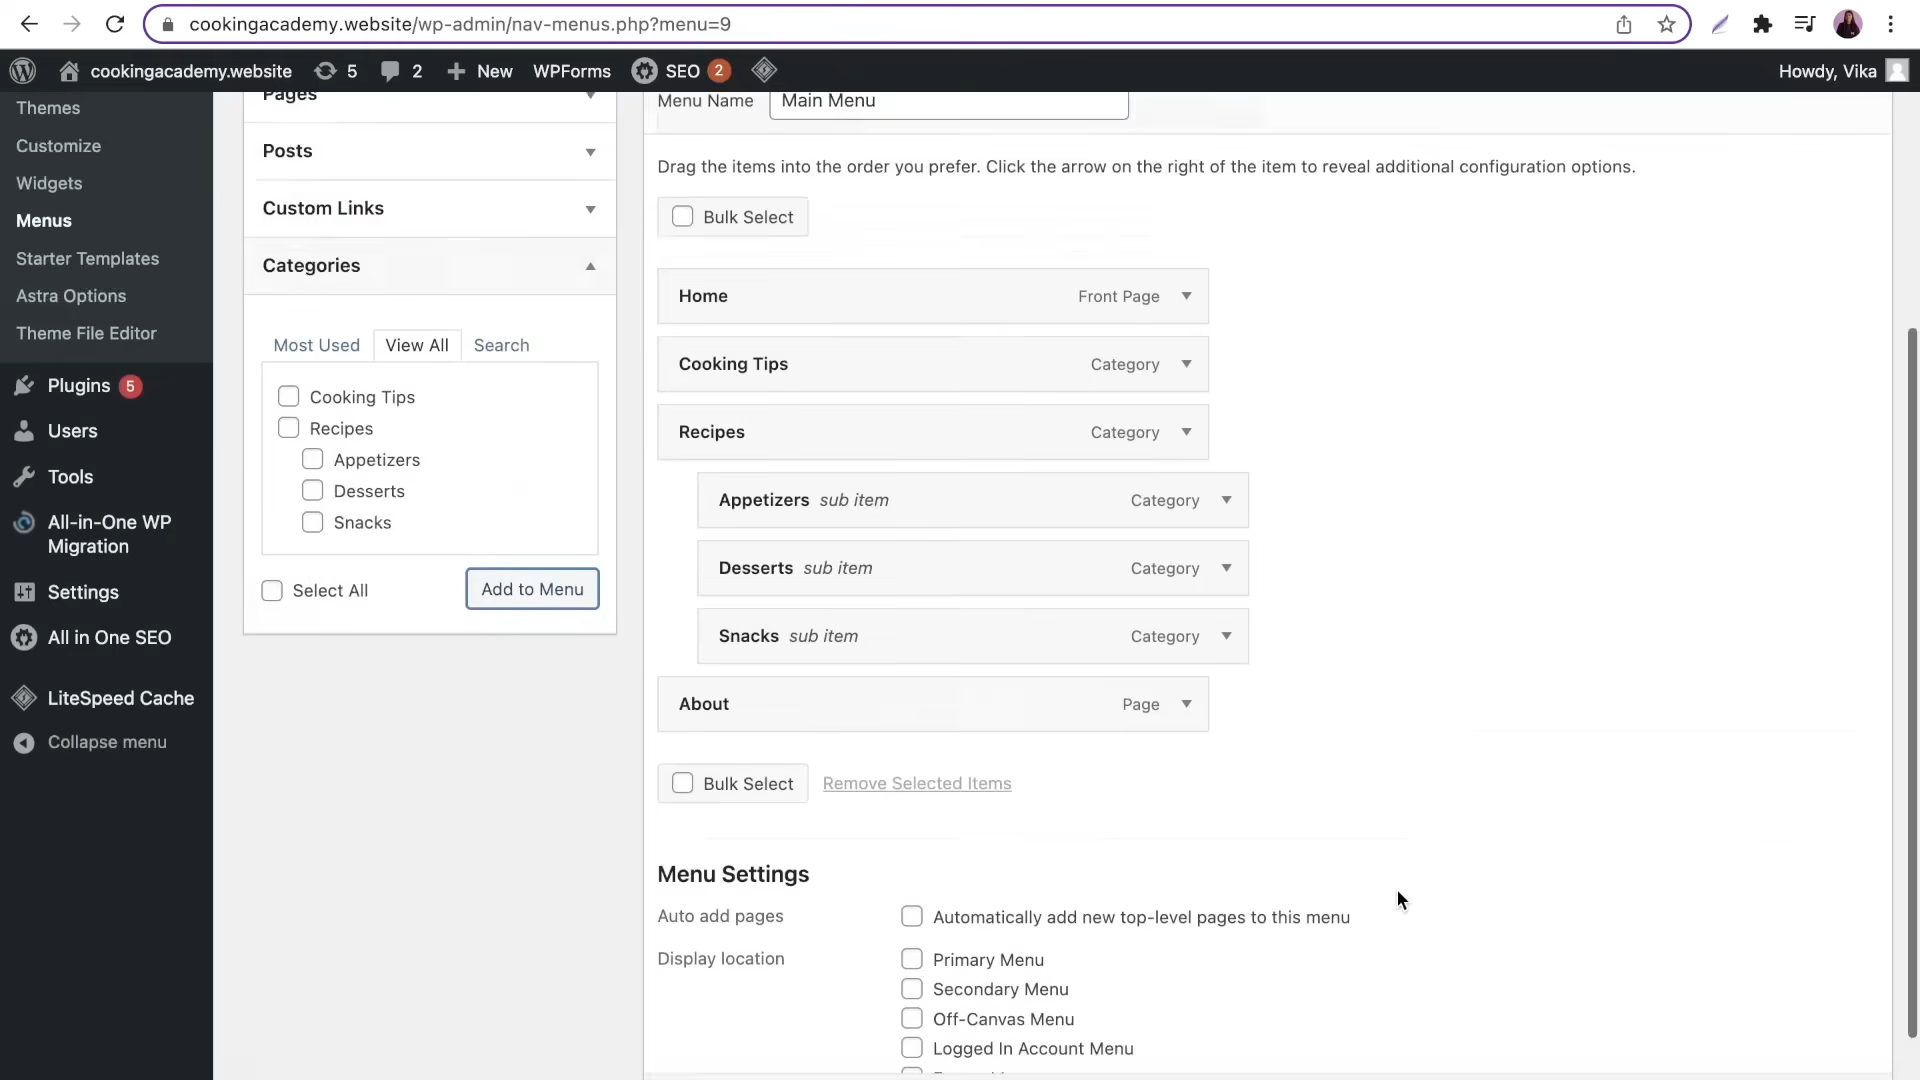 cookingacademy.website/wp-admin/nav-menus.php?menu=9
cookingacademy.website 5 2 New WPForms SEO 2 Howdy, Vika
Themes
Customize
Widgets
Menus
Starter Templates
Astra Options
Theme File Editor
Plugins 5
Users
Tools
All-in-One WP
Migration
Settings
All in One SEO
LiteSpeed Cache
Collapse menu
Pages
Posts
Custom Links
Categories
Most Used View All Search
Cooking Tips
Recipes
Appetizers
Desserts
Snacks
Select All Add to Menu
Menu Name Main Menu
Drag the items into the order you prefer. Click the arrow on the right of the item to reveal additional configuration options.
Bulk Select
Home Front Page
Cooking Tips Category
Recipes Category
Appetizers sub item Category
Desserts sub item Category
Snacks sub item Category
About Page
Bulk Select Remove Selected Items
Menu Settings
Auto add pages Automatically add new top-level pages to this menu
Display location Primary Menu
Secondary Menu
Off-Canvas Menu
Logged In Account Menu